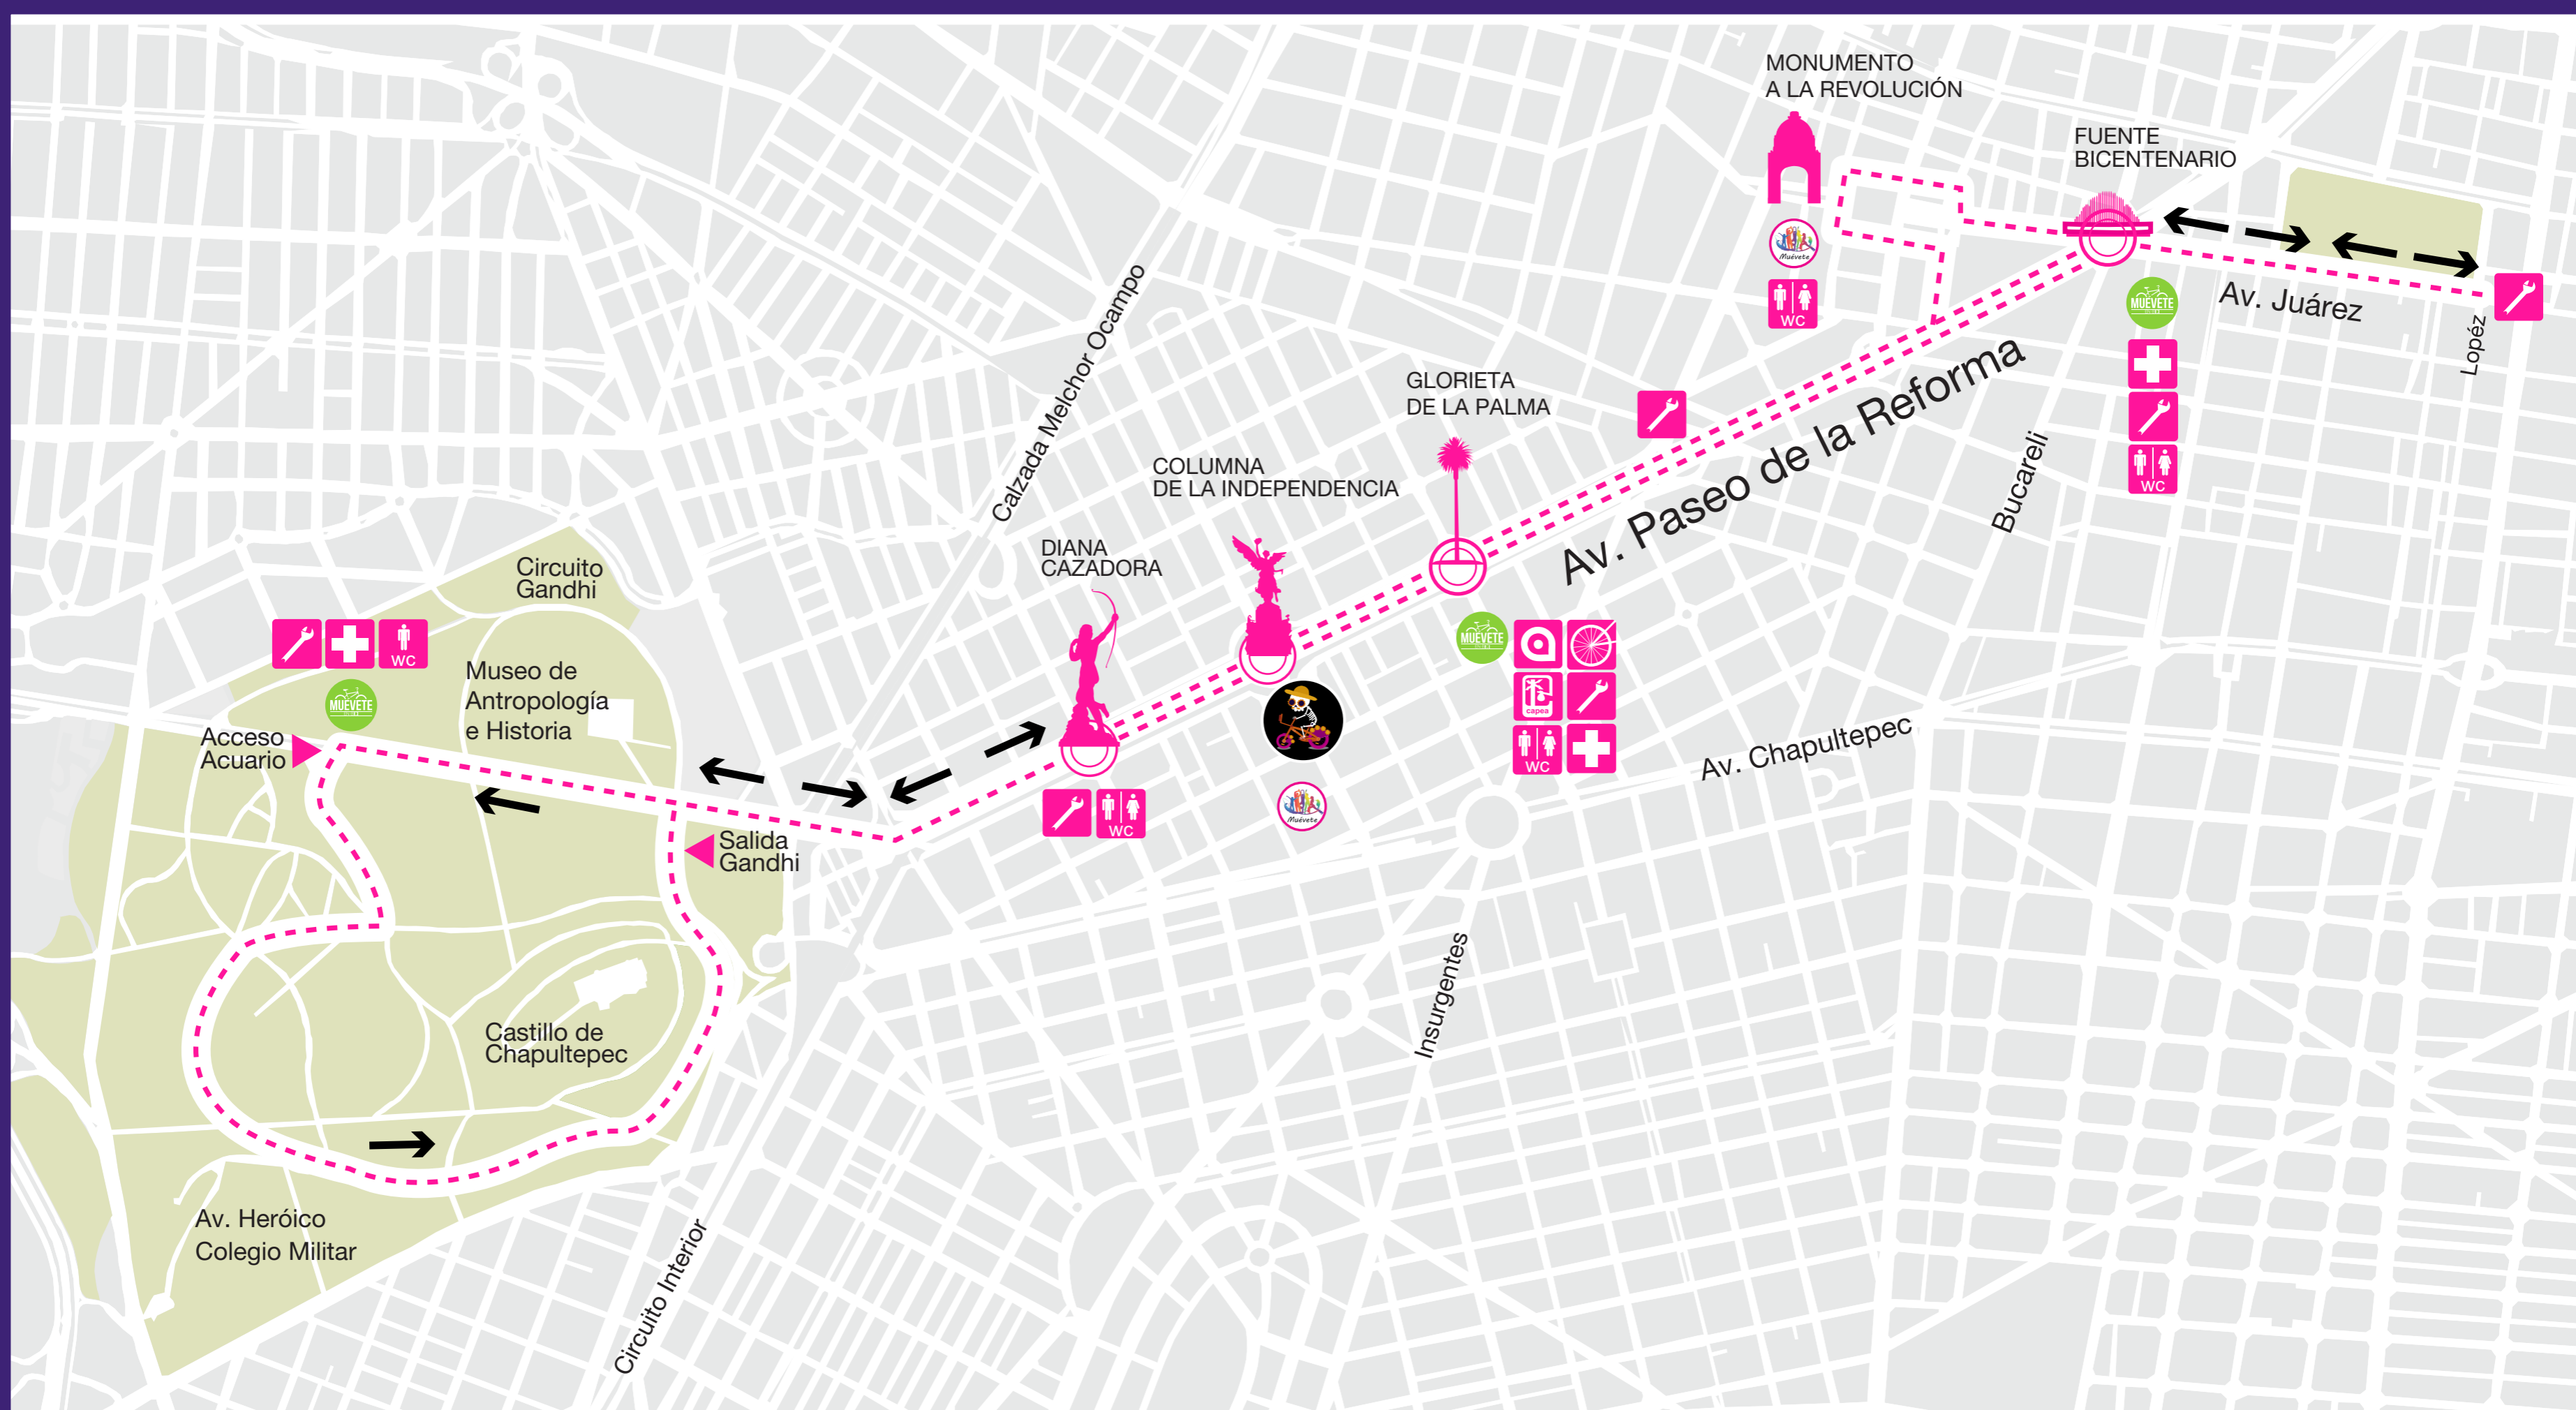 MONUMENTO
A LA REVOLUCIÓN
FUENTE
BICENTENARIO
Muévete
WC
MUÉVETE
Av. Juárez
Lopéz
WC
Calzada Melchor Ocampo
GLORIETA
DE LA PALMA
Av. Paseo de la Reforma
Bucareli
COLUMNA
DE LA INDEPENDENCIA
DIANA
CAZADORA
Circuito
Gandhi
WC
MUÉVETE
Museo de
Antropología
e Historia
Acceso
Acuario
Salida
Gandhi
WC
Muévete
MUÉVETE
capea
WC
Av. Chapultepec
Insurgentes
Castillo de
Chapultepec
Av. Heróico
Colegio Militar
Circuito Interior